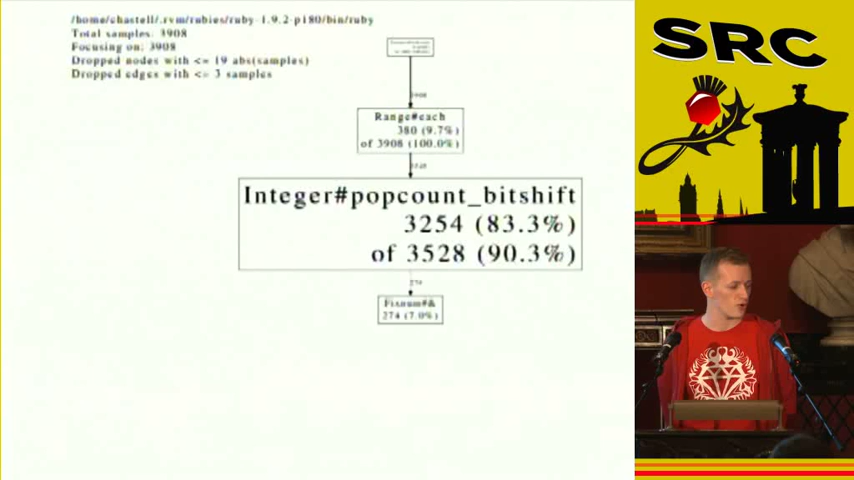 /home/chastell/.rvm/rubies/ruby-1.9.2-p180/bin/ruby
Total samples: 3908
Focusing on: 3908
Dropped nodes with <= 19 abs(samples)
Dropped edges with <= 3 samples
3908
Range#each
380 (9.7%)
of 3908 (100.0%)
3528
Integer#popcount_bitshift
3254 (83.3%)
of 3528 (90.3%)
274
Fixnum#&
274 (7.0%)
SRC